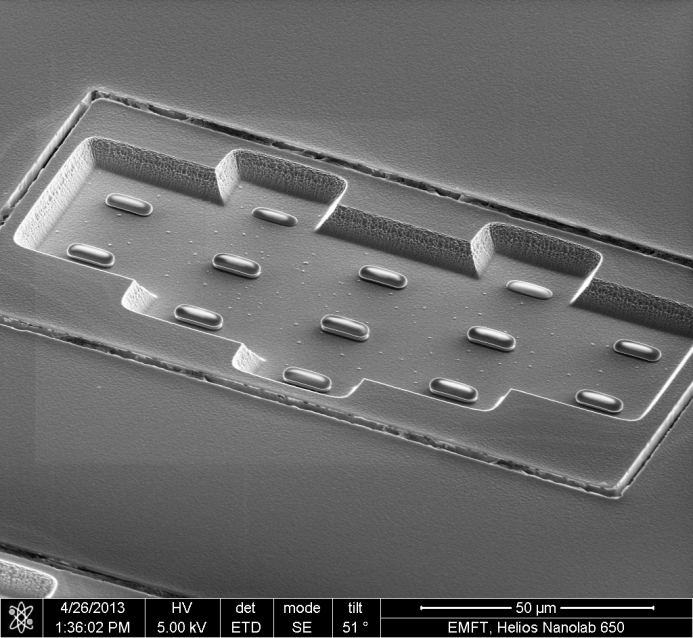 4/26/2013 HV det mode tilt 50 µm
1:36:02 PM 5.00 kV ETD SE 51 ° EMFT, Helios Nanolab 650